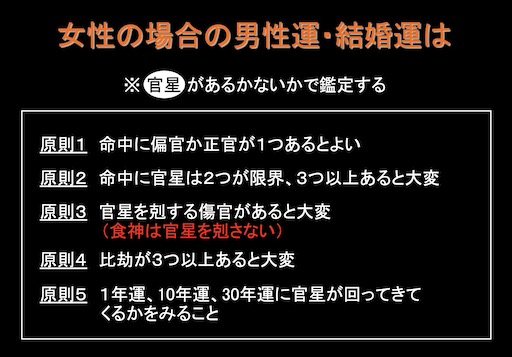 女性の場合の男性運・結婚運は
※官星があるかないかで鑑定する
原則１ 命中に偏官か正官が１つあるとよい
原則２ 命中に官星は２つが限界、３つ以上あると大変
原則３ 官星を剋する傷官があると大変
（食神は官星を剋さない）
原則４ 比劫が３つ以上あると大変
原則５ １年運、10年運、30年運に官星が回ってきて
くるかをみること